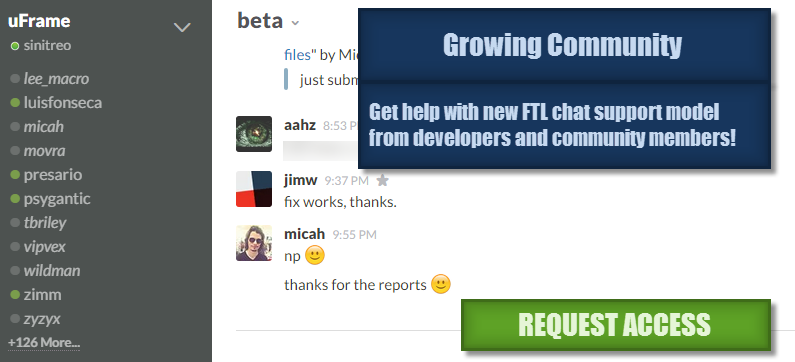 uFrame
sinitreo
lee_macro
luisfonseca
micah
movra
presario
psygantic
tbriley
vipvex
wildman
zimm
zyzyx
+126 More...
beta
files" by Mic
just subm
aahz 8:53 P
jimw 9:37 PM
fix works, thanks.
micah 9:55 PM
np
thanks for the reports
Growing Community
Get help with new FTL chat support model
from developers and community members!
REQUEST ACCESS